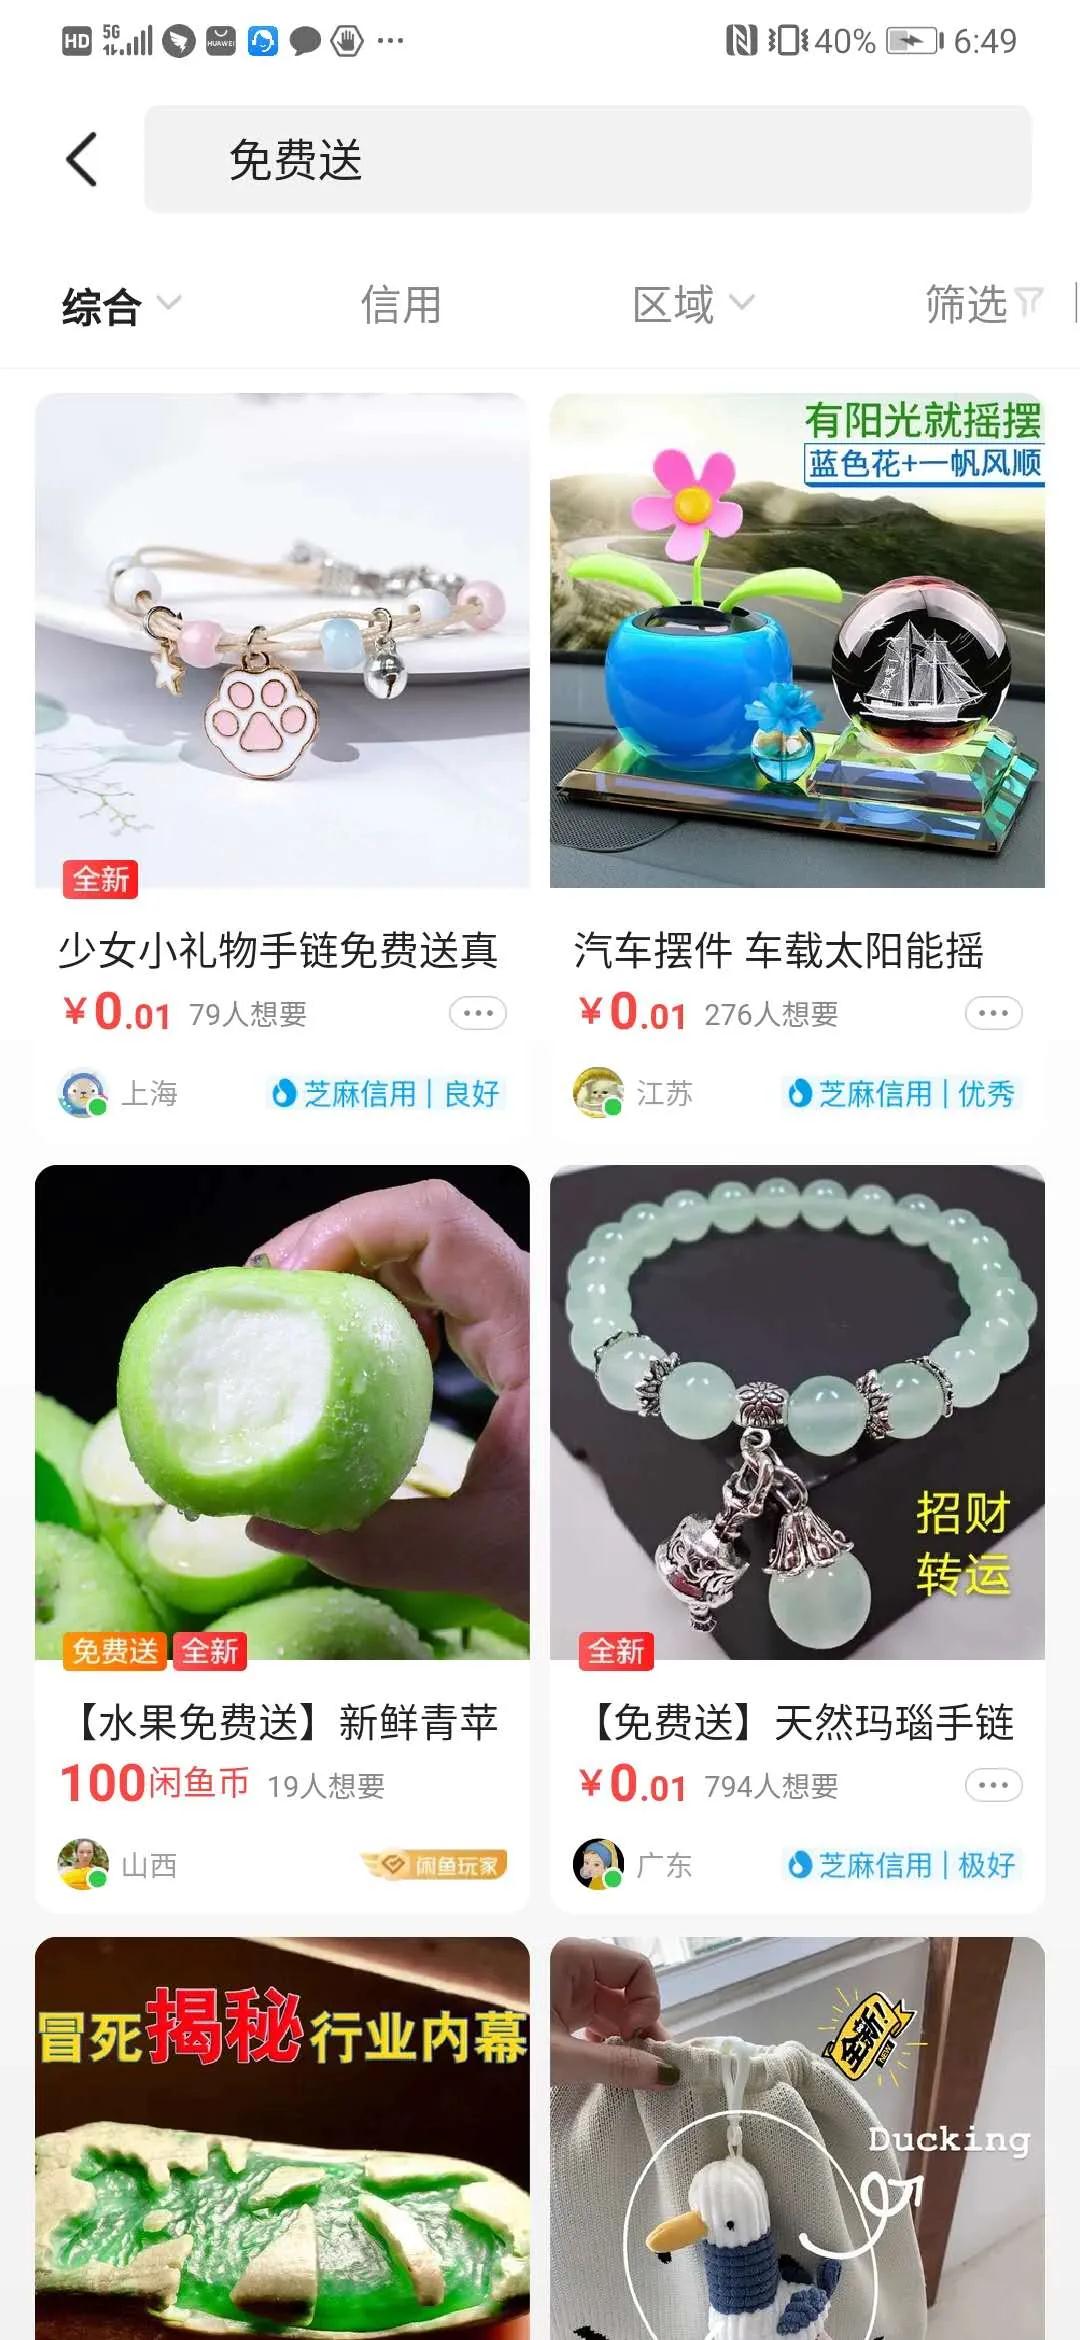 HD 5G HUAWEI 40% 6:49
免费送
综合 信用 区域 筛选
有阳光就摇摆
蓝色花+一帆风顺
一帆风顺
全新
少女小礼物手链免费送真
¥0.01 79人想要
上海 芝麻信用 | 良好
汽车摆件 车载太阳能摇
¥0.01 276人想要
江苏 芝麻信用 | 优秀
免费送 全新
【水果免费送】新鲜青苹
100闲鱼币 19人想要
山西 闲鱼玩家
招财
转运
全新
【免费送】天然玛瑙手链
¥0.01 794人想要
广东 芝麻信用 | 极好
冒死揭秘行业内幕
全新!
NEW
Ducking